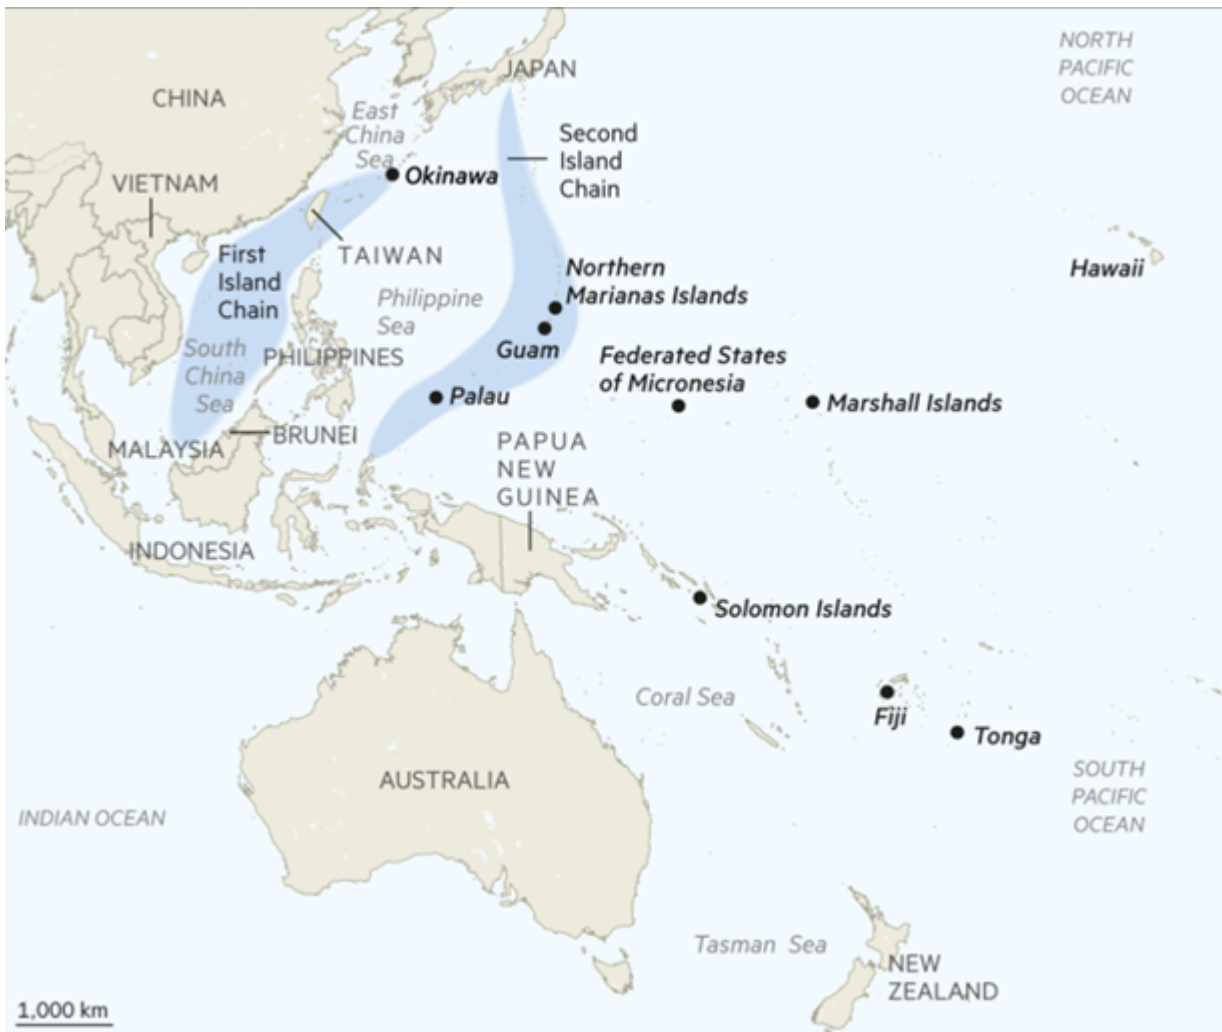 NORTH
PACIFIC
OCEAN
JAPAN
CHINA
East
China
Sea
Second
Island
Chain
Okinawa
VIETNAM
First
Island
Chain
TAIWAN
Hawaii
Northern
Marianas Islands
Philippine
Sea
Guam
South
China
Sea
PHILIPPINES
Federated States
of Micronesia
Palau
Marshall Islands
MALAYSIA
BRUNEI
PAPUA
NEW
GUINEA
INDONESIA
Solomon Islands
Coral Sea
Fiji
Tonga
AUSTRALIA
SOUTH
PACIFIC
OCEAN
INDIAN OCEAN
Tasman Sea
NEW
ZEALAND
1,000 km